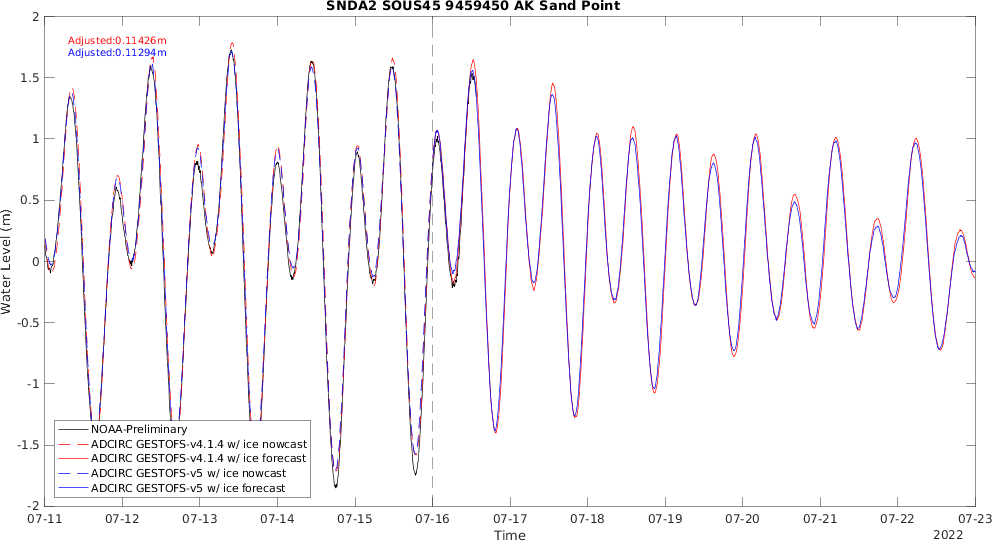 SNDA2 SOUS45 9459450 AK Sand Point
Adjusted:0.11426m
Adjusted:0.11294m
Water Level (m)
2
1.5
1
0.5
0
-0.5
-1
-1.5
-2
NOAA-Preliminary
ADCIRC GESTOFS-v4.1.4 w/ ice nowcast
ADCIRC GESTOFS-v4.1.4 w/ ice forecast
ADCIRC GESTOFS-v5 w/ ice nowcast
ADCIRC GESTOFS-v5 w/ ice forecast
07-11 07-12 07-13 07-14 07-15 07-16 07-17 07-18 07-19 07-20 07-21 07-22 07-23
Time
2022